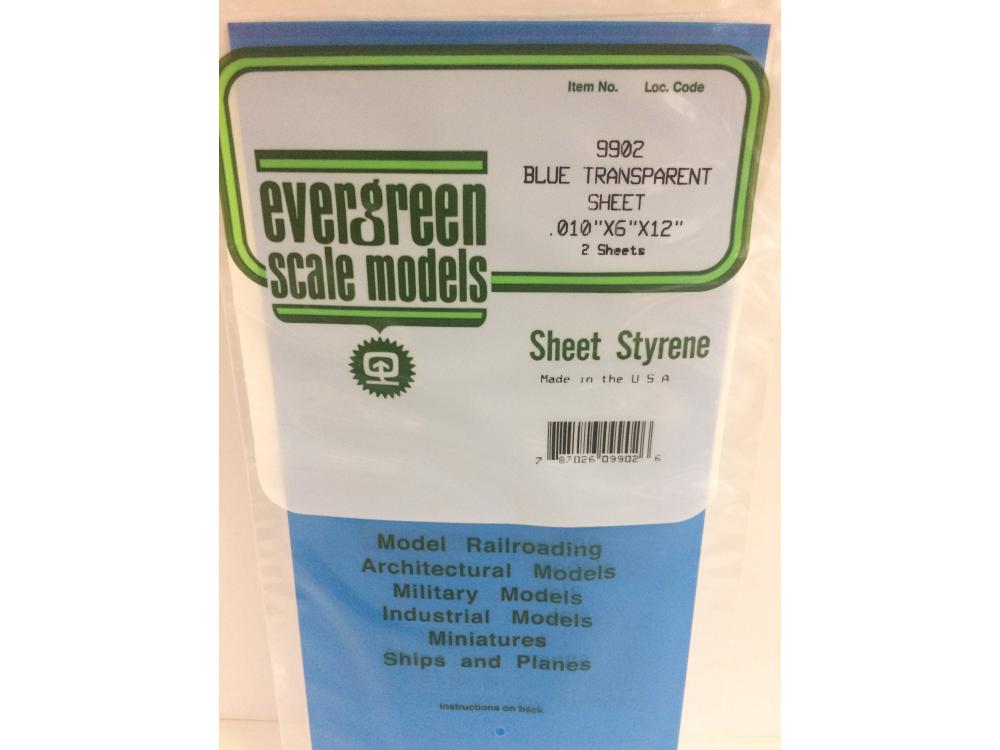 Item No. Loc. Code
9902
BLUE TRANSPARENT
SHEET
.010"X6"X12"
2 Sheets
evergreen
scale models
Sheet Styrene
Made in the U S A
7 87026 09902 6
Model Railroading
Architectural Models
Military Models
Industrial Models
Miniatures
Ships and Planes
Instructions on back